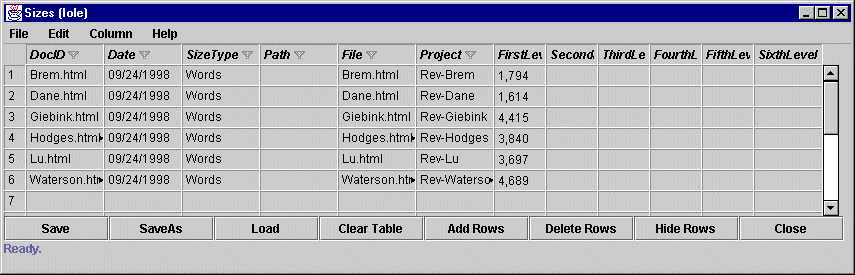 Sizes (lole)
File Edit Column Help
DocID Date SizeType Path File Project FirstLev Second ThirdLe FourthL FifthLev SixthLevel
1 Brem.html 09/24/1998 Words Brem.html Rev-Brem 1,794
2 Dane.html 09/24/1998 Words Dane.html Rev-Dane 1,614
3 Giebink.html 09/24/1998 Words Giebink.html Rev-Giebink 4,415
4 Hodges.html 09/24/1998 Words Hodges.html Rev-Hodges 3,840
5 Lu.html 09/24/1998 Words Lu.html Rev-Lu 3,697
6 Waterson.htm 09/24/1998 Words Waterson.htm Rev-Waterso 4,689
7
Save SaveAs Load Clear Table Add Rows Delete Rows Hide Rows Close
Ready.